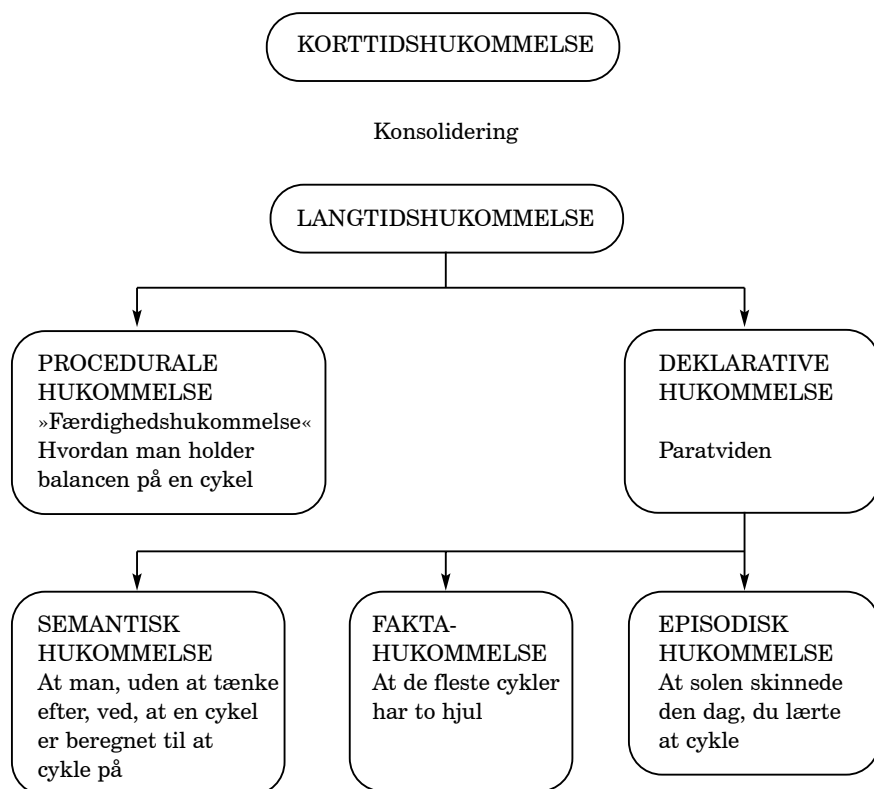 KORTTIDSHUKOMMELSE
Konsolidering
LANGTIDSHUKOMMELSE
PROCEDURALE
HUKOMMELSE
»Færdighedshukommelse«
Hvordan man holder
balancen på en cykel
DEKLARATIVE
HUKOMMELSE
Paratviden
SEMANTISK
HUKOMMELSE
At man, uden at tænke
efter, ved, at en cykel
er beregnet til at
cykle på
FAKTA-
HUKOMMELSE
At de fleste cykler
har to hjul
EPISODISK
HUKOMMELSE
At solen skinnede
den dag, du lærte
at cykle